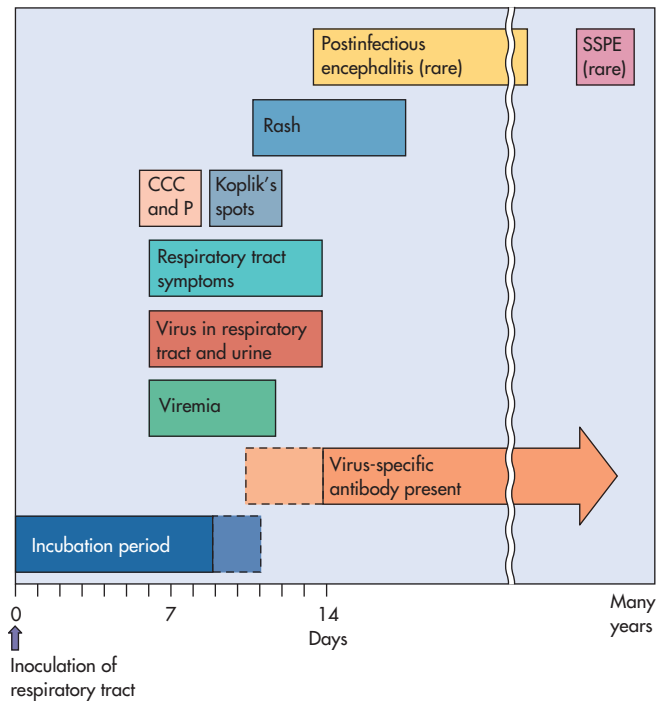 Postinfectious
encephalitis (rare)
SSPE
(rare)
Rash
CCC
and P
Koplik's
spots
Respiratory tract
symptoms
Virus in respiratory
tract and urine
Viremia
Virus-specific
antibody present
Incubation period
0
7
14
Many
years
Days
Inoculation of
respiratory tract